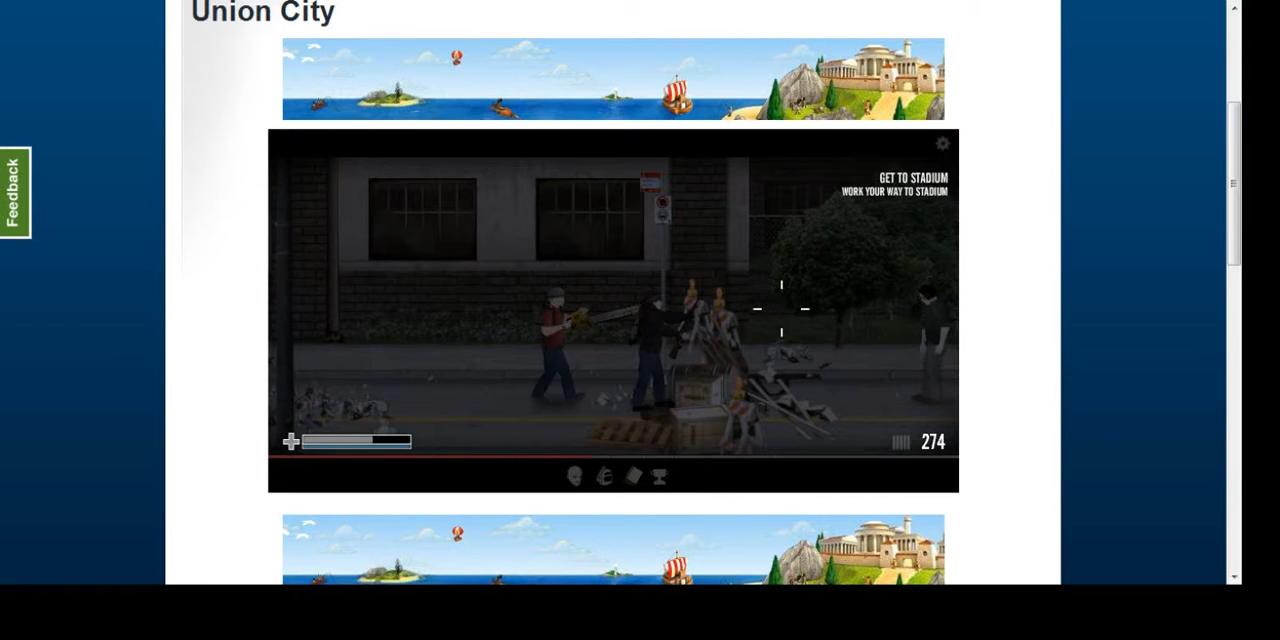 Union City
Feedback
GET TO STADIUM
WORK YOUR WAY TO STADIUM
274